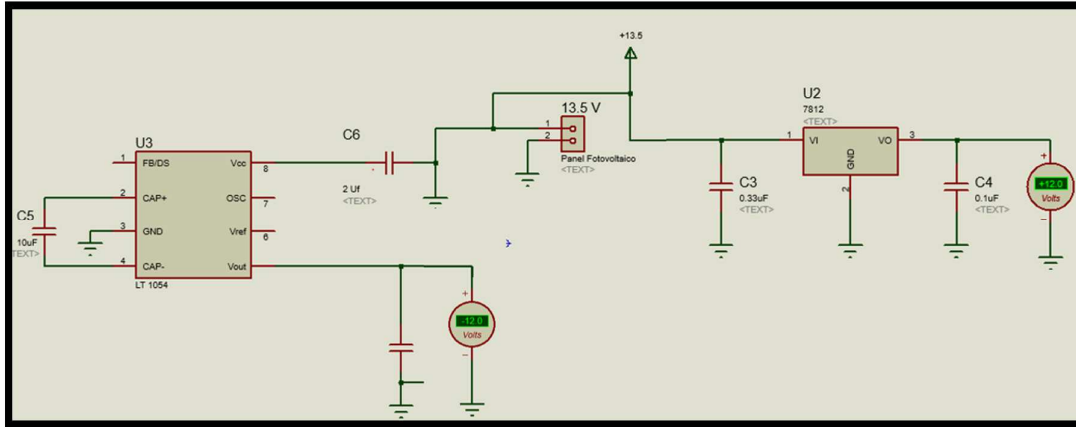 +13.5
U3
LT 1054
1 FB/DS
2 CAP+
3 GND
4 CAP-
Vcc 8
OSC 7
Vref 6
Vout
C5
10uF
TEXT>
C6
2 Uf
<TEXT>
13.5 V
1
2
Panel Fotovoltaico
<TEXT>
+
-12.0
Volts
−
U2
7812
<TEXT>
1 VI
VO 3
GND
2
C3
0.33uF
<TEXT>
C4
0.1uF
<TEXT>
+
+12.0
Volts
−